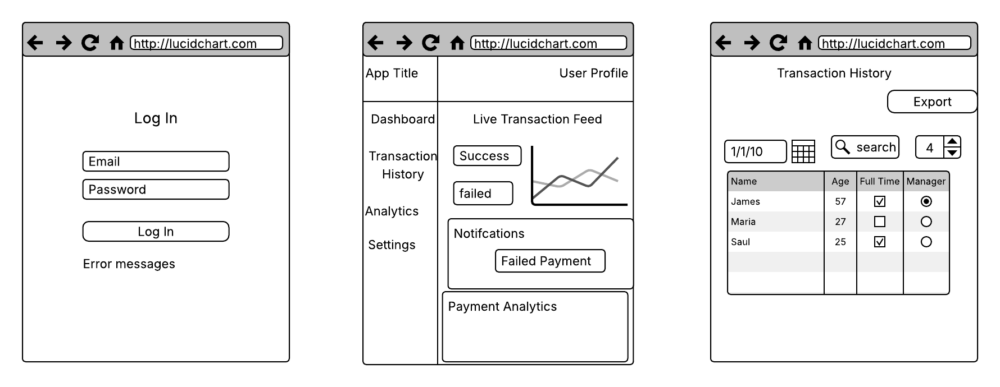 http://lucidchart.com
Log In
Email
Password
Log In
Error messages
http://lucidchart.com
App Title
User Profile
Dashboard
Transaction
History
Analytics
Settings
Live Transaction Feed
Success
failed
Notifcations
Failed Payment
Payment Analytics
http://lucidchart.com
Transaction History
Export
1/1/10
search
4
Name Age Full Time Manager
James 57
Maria 27
Saul 25